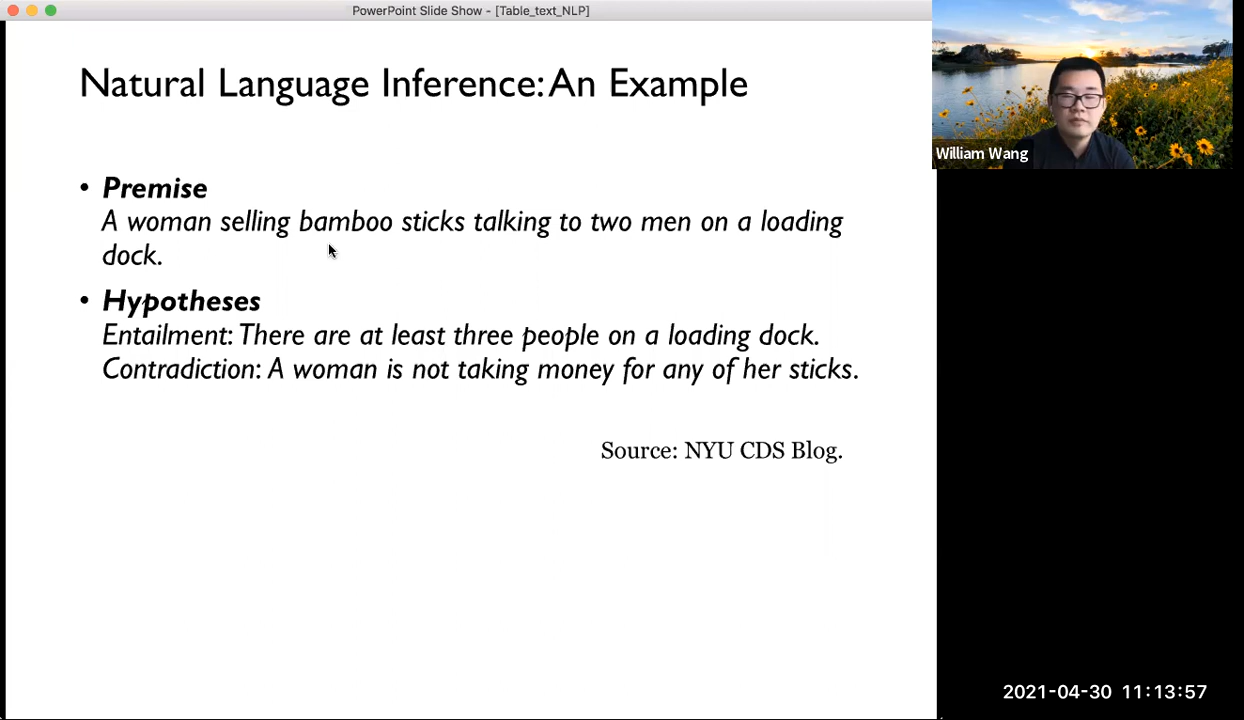 PowerPoint Slide Show - [Table_text_NLP]
Natural Language Inference: An Example
William Wang
• Premise
A woman selling bamboo sticks talking to two men on a loading
dock.
• Hypotheses
Entailment: There are at least three people on a loading dock.
Contradiction: A woman is not taking money for any of her sticks.
Source: NYU CDS Blog.
2021-04-30 11:13:57